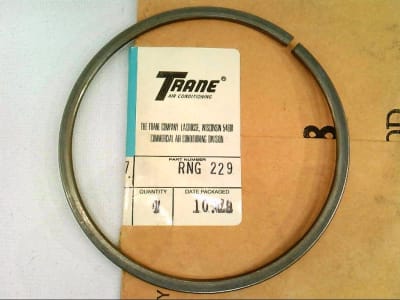 TRANE®
AIR CONDITIONING
THE TRANE COMPANY, LACROSSE, WISCONSIN 54601
COMMERCIAL AIR CONDITIONING DIVISION
PART NUMBER
7 RNG 229
QUANTITY DATE PACKAGED
B